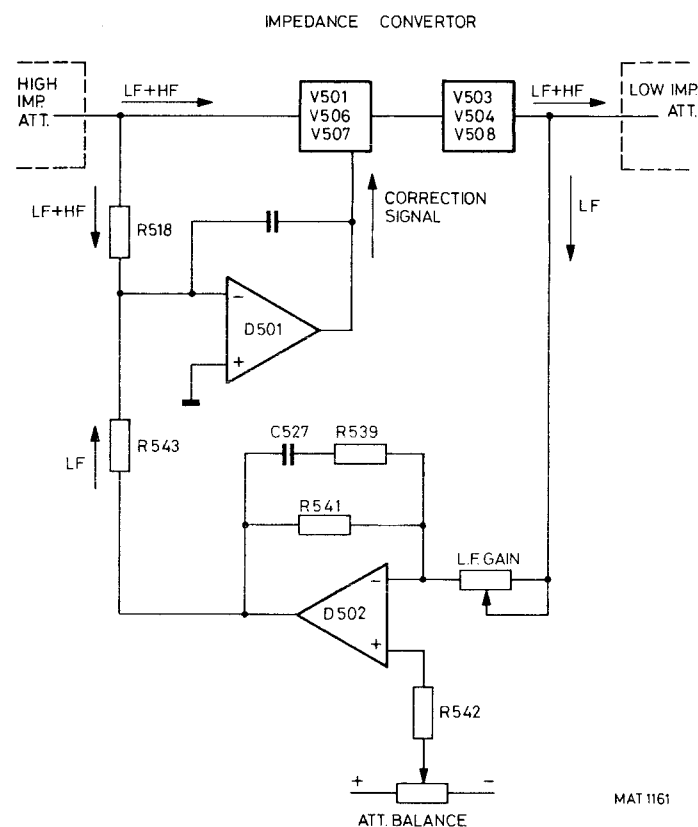 IMPEDANCE CONVERTOR
HIGH
IMP.
ATT.
LF+HF
V501
V506
V507
V503
V504
V508
LF+HF
LOW IMP.
ATT.
LF+HF
R518
CORRECTION
SIGNAL
LF
−
D501
+
LF
R543
C527
R539
R541
L.F. GAIN
−
D502
+
R542
+
−
ATT. BALANCE
MAT 1161